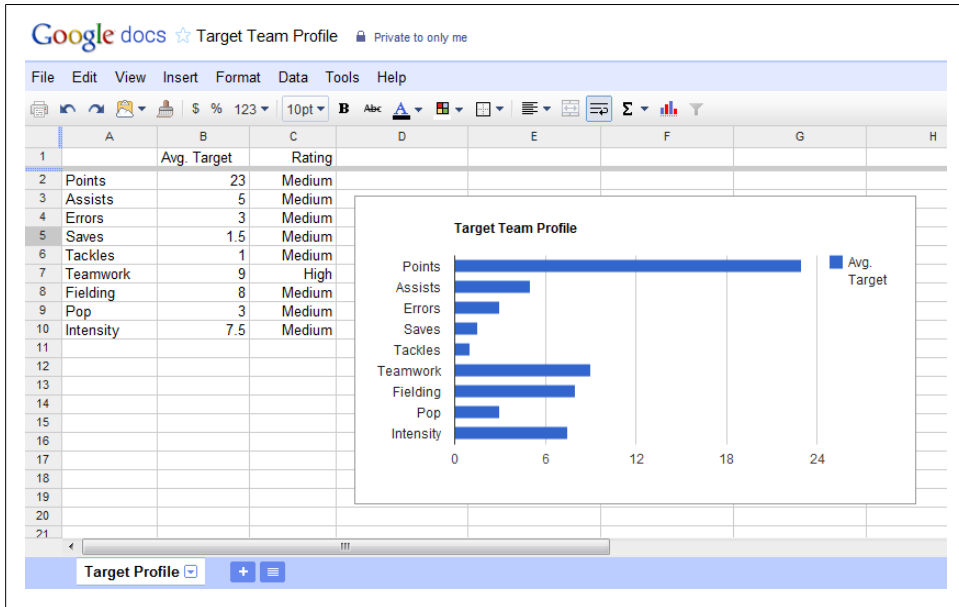 Google docs Target Team Profile Private to only me
File Edit View Insert Format Data Tools Help
$ % 123 10pt B Abc A Σ
A B C D E F G H
1 Avg. Target Rating
2 Points 23 Medium
3 Assists 5 Medium
4 Errors 3 Medium
5 Saves 1.5 Medium
6 Tackles 1 Medium
7 Teamwork 9 High
8 Fielding 8 Medium
9 Pop 3 Medium
10 Intensity 7.5 Medium
11
12
13
14
15
16
17
18
19
20
21
Target Team Profile
Points
Assists
Errors
Saves
Tackles
Teamwork
Fielding
Pop
Intensity
0 6 12 18 24
Avg.
Target
Target Profile